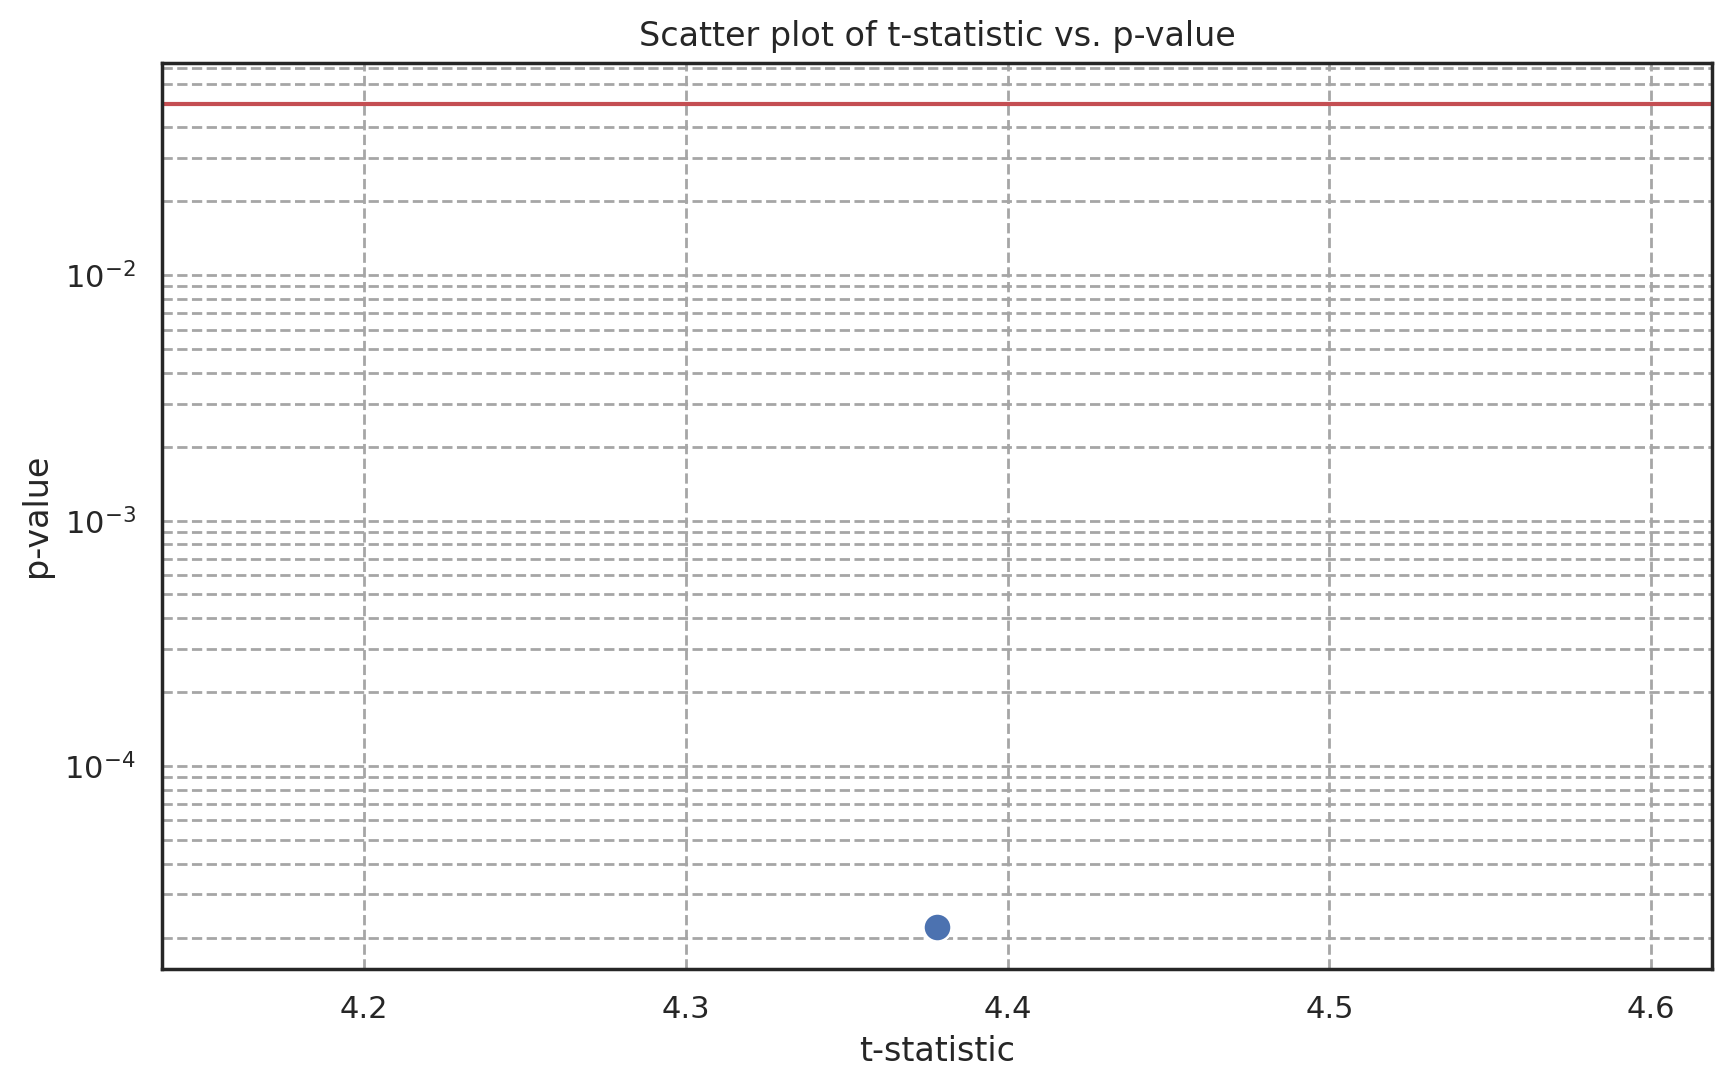 Scatter plot of t-statistic vs. p-value
10⁻²
10⁻³
10⁻⁴
p-value
4.2 4.3 4.4 4.5 4.6
t-statistic